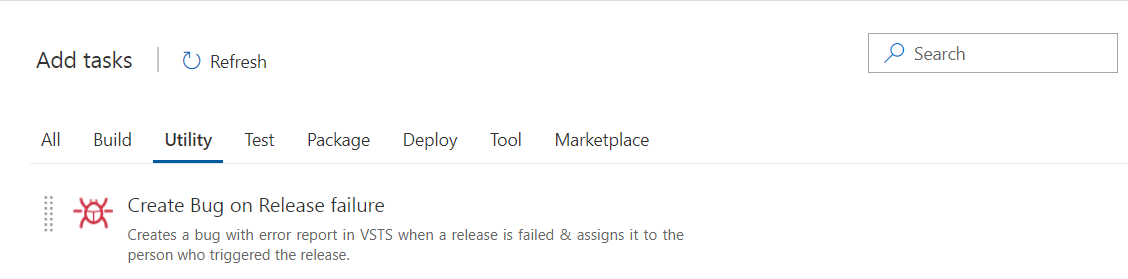 Add tasks
Refresh
Search
All Build Utility Test Package Deploy Tool Marketplace
Create Bug on Release failure
Creates a bug with error report in VSTS when a release is failed & assigns it to the
person who triggered the release.